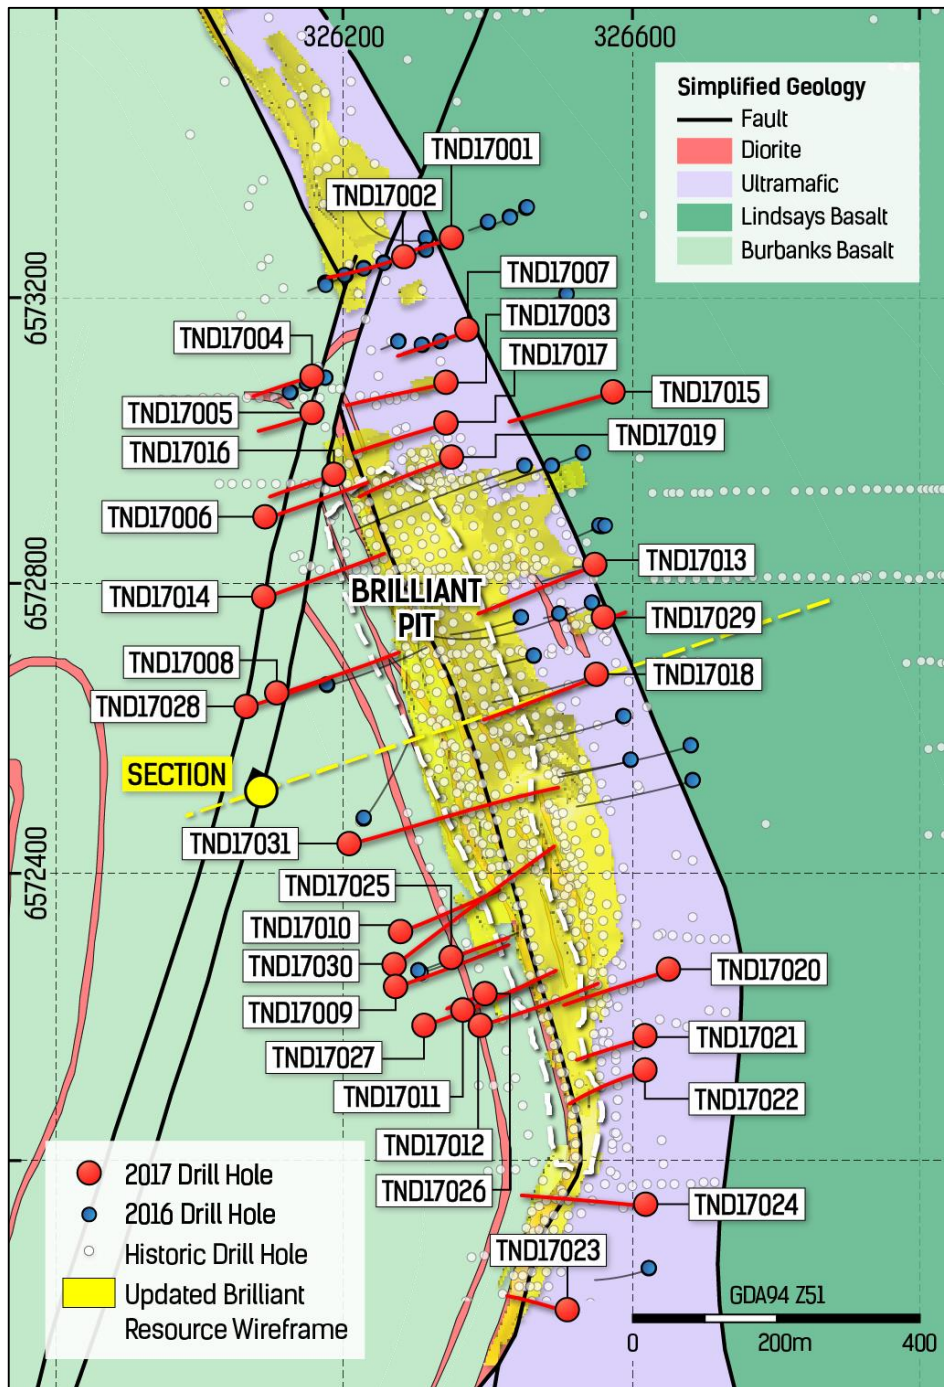 326200
326600
Simplified Geology
Fault
Diorite
Ultramafic
Lindsays Basalt
Burbanks Basalt
TND17001
TND17002
TND17007
6573200
TND17003
TND17004
TND17017
TND17015
TND17005
TND17019
TND17016
TND17006
TND17013
6572800
TND17014
BRILLIANT
PIT
TND17029
TND17008
TND17018
TND17028
SECTION
TND17031
6572400
TND17025
TND17010
TND17030
TND17020
TND17009
TND17021
TND17027
TND17011
TND17022
TND17012
TND17026
TND17024
TND17023
2017 Drill Hole
2016 Drill Hole
Historic Drill Hole
Updated Brilliant
Resource Wireframe
GDA94 Z51
0
200m
400